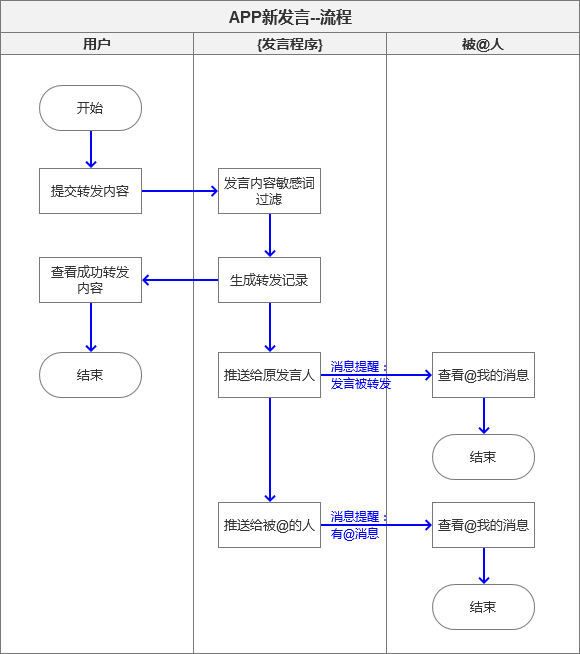 APP新发言--流程
用户
{发言程序}
被@人
开始
提交转发内容
发言内容敏感词
过滤
查看成功转发
内容
生成转发记录
结束
推送给原发言人
消息提醒：
发言被转发
查看@我的消息
结束
推送给被@的人
消息提醒：
有@消息
查看@我的消息
结束